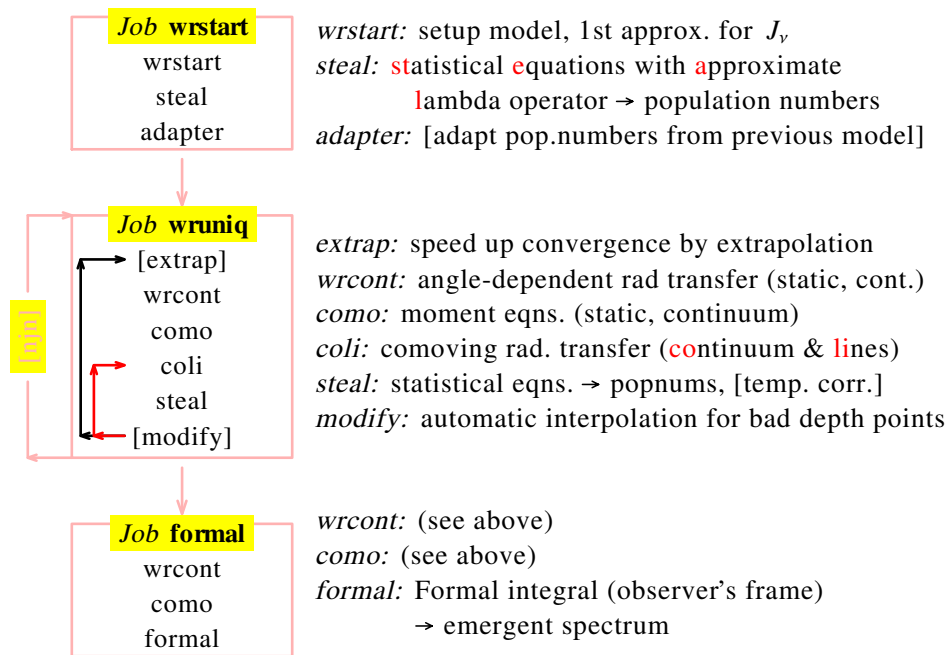 Job wrstart
wrstart
steal
adapter
wrstart: setup model, 1st approx. for Jν
steal: statistical equations with approximate
lambda operator → population numbers
adapter: [adapt pop.numbers from previous model]
Job wruniq
[extrap]
wrcont
como
coli
steal
[modify]
[njn]
extrap: speed up convergence by extrapolation
wrcont: angle-dependent rad transfer (static, cont.)
como: moment eqns. (static, continuum)
coli: comoving rad. transfer (continuum & lines)
steal: statistical eqns. → popnums, [temp. corr.]
modify: automatic interpolation for bad depth points
Job formal
wrcont
como
formal
wrcont: (see above)
como: (see above)
formal: Formal integral (observer's frame)
→ emergent spectrum